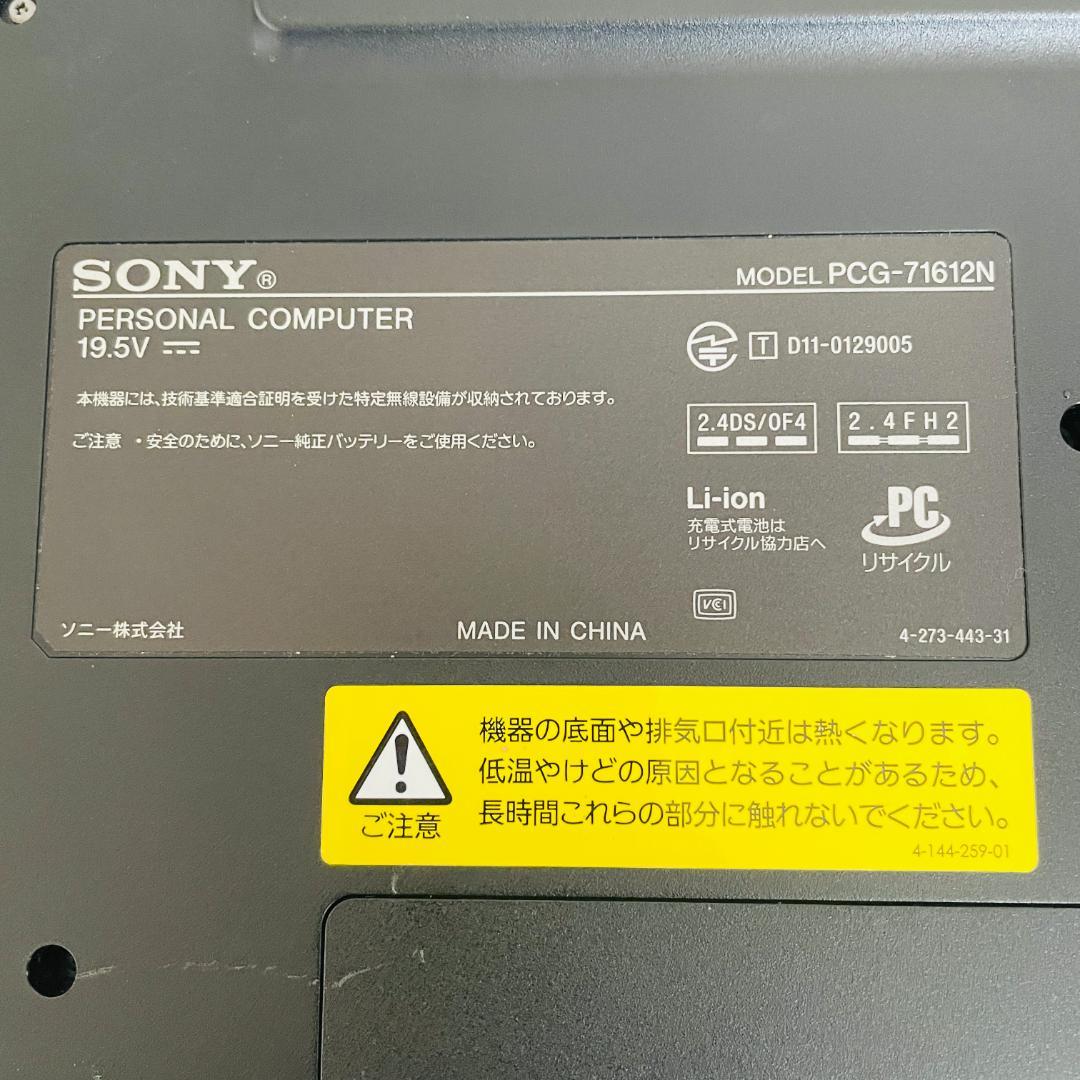 SONY®
MODEL PCG-71612N
PERSONAL COMPUTER
19.5V
T D11-0129005
本機器には、技術基準適合証明を受けた特定無線設備が収納されております。
2.4DS/OF4
2.4FH2
ご注意 ・安全のために、ソニー純正バッテリーをご使用ください。
Li-ion
充電式電池は
リサイクル協力店へ
PC
リサイクル
VCI
ソニー株式会社
MADE IN CHINA
4-273-443-31
機器の底面や排気口付近は熱くなります。
低温やけどの原因となることがあるため、
長時間これらの部分に触れないでください。
ご注意
4-144-259-01